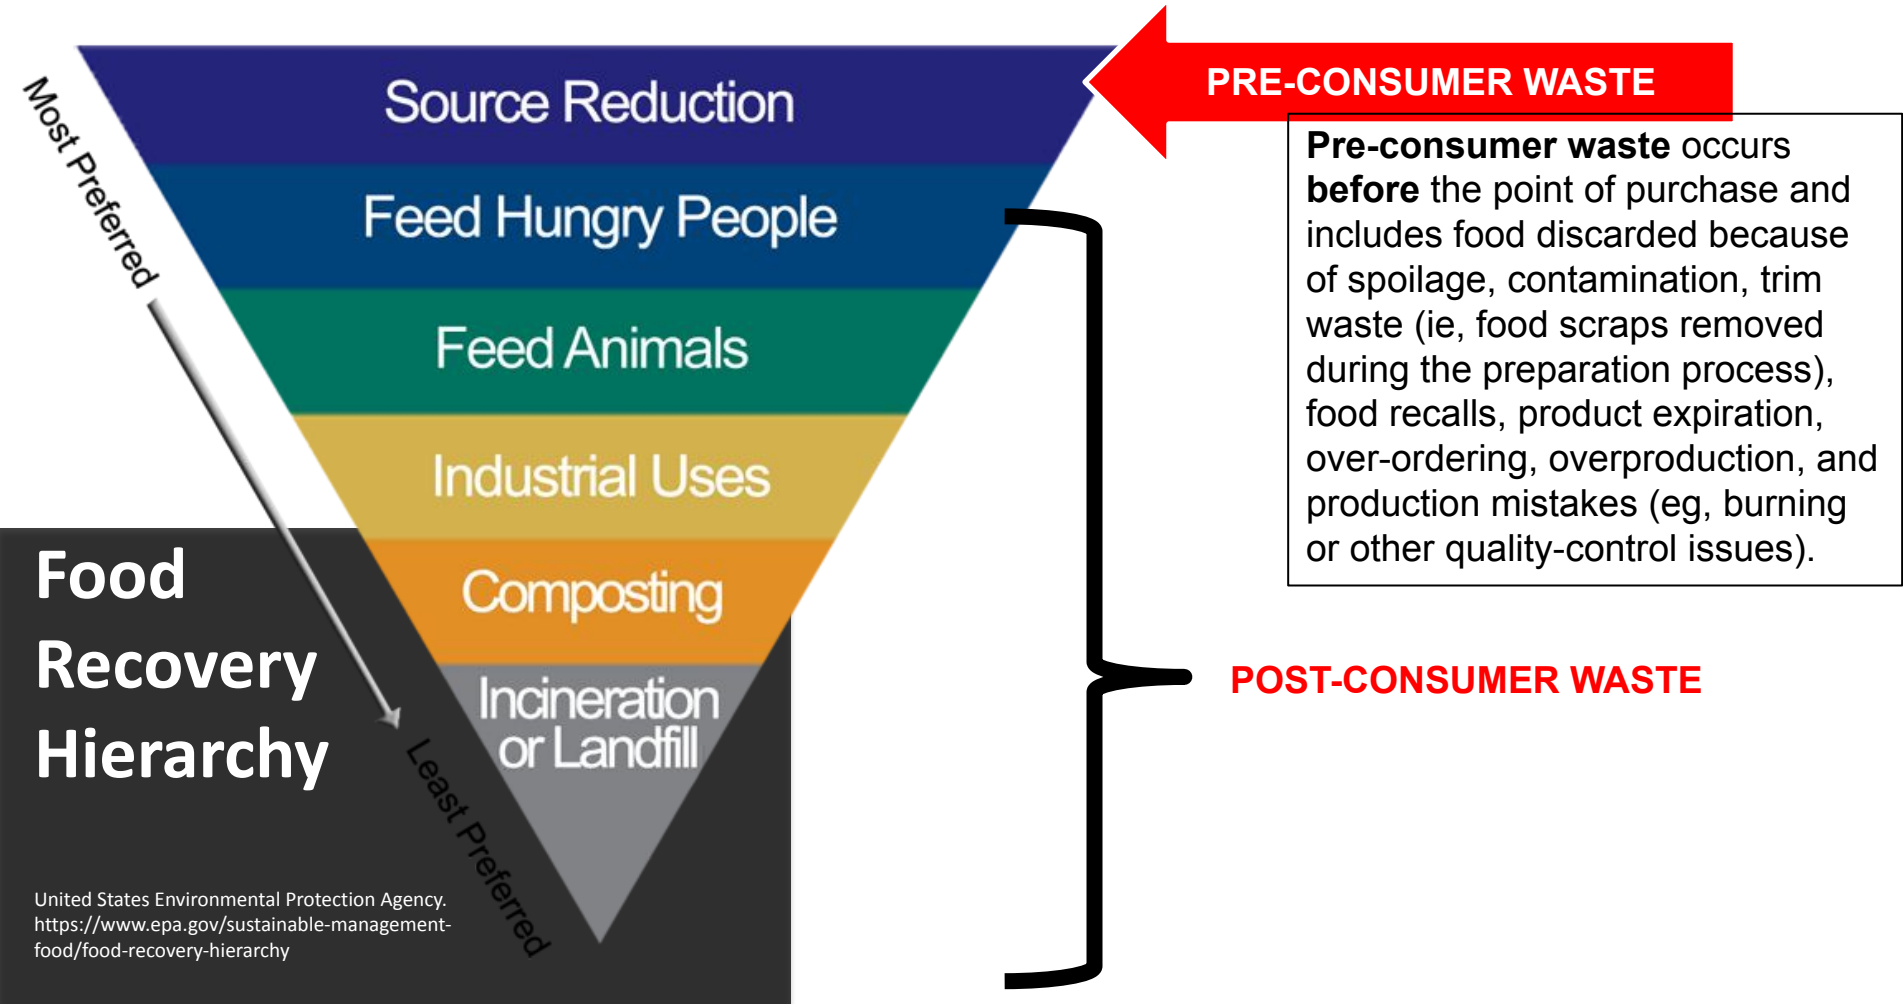 Most Preferred
Source Reduction
Feed Hungry People
Feed Animals
Industrial Uses
Composting
Incineration
or Landfill
Least Preferred
PRE-CONSUMER WASTE
Pre-consumer waste occurs
before the point of purchase and
includes food discarded because
of spoilage, contamination, trim
waste (ie, food scraps removed
during the preparation process),
food recalls, product expiration,
over-ordering, overproduction, and
production mistakes (eg, burning
or other quality-control issues).
POST-CONSUMER WASTE
Food
Recovery
Hierarchy
United States Environmental Protection Agency.
https://www.epa.gov/sustainable-management-
food/food-recovery-hierarchy